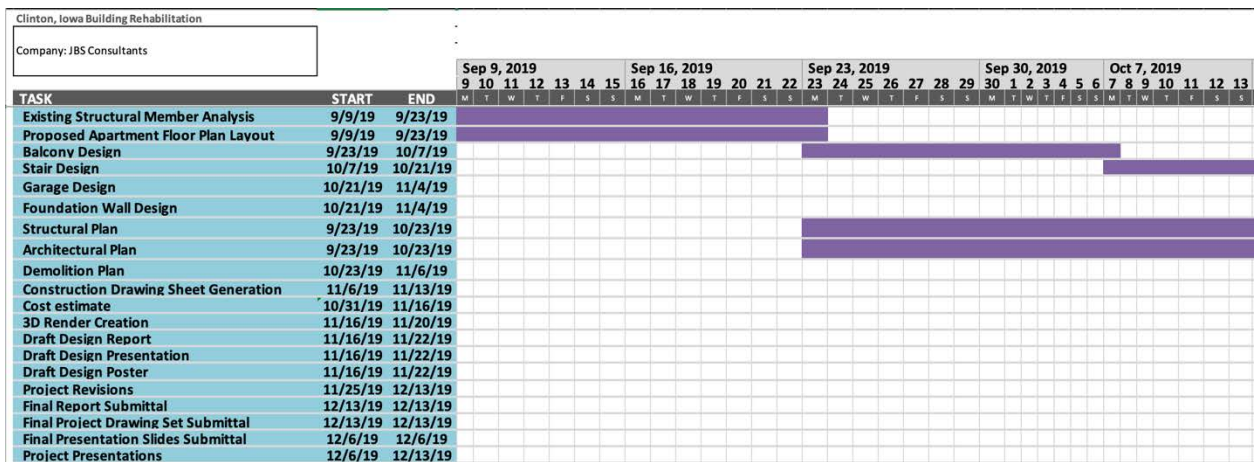 Clinton, Iowa Building Rehabilitation
Company: JBS Consultants
Sep 9, 2019 Sep 16, 2019 Sep 23, 2019 Sep 30, 2019 Oct 7, 2019
9 10 11 12 13 14 15 16 17 18 19 20 21 22 23 24 25 26 27 28 29 30 1 2 3 4 5 6 7 8 9 10 11 12 13
TASK START END M T W T F S S M T W T F S S M T W T F S S M T W T F S S M T W T F S S
Existing Structural Member Analysis 9/9/19 9/23/19
Proposed Apartment Floor Plan Layout 9/9/19 9/23/19
Balcony Design 9/23/19 10/7/19
Stair Design 10/7/19 10/21/19
Garage Design 10/21/19 11/4/19
Foundation Wall Design 10/21/19 11/4/19
Structural Plan 9/23/19 10/23/19
Architectural Plan 9/23/19 10/23/19
Demolition Plan 10/23/19 11/6/19
Construction Drawing Sheet Generation 11/6/19 11/13/19
Cost estimate 10/31/19 11/16/19
3D Render Creation 11/16/19 11/20/19
Draft Design Report 11/16/19 11/22/19
Draft Design Presentation 11/16/19 11/22/19
Draft Design Poster 11/16/19 11/22/19
Project Revisions 11/25/19 12/13/19
Final Report Submittal 12/13/19 12/13/19
Final Project Drawing Set Submittal 12/13/19 12/13/19
Final Presentation Slides Submittal 12/6/19 12/6/19
Project Presentations 12/6/19 12/13/19